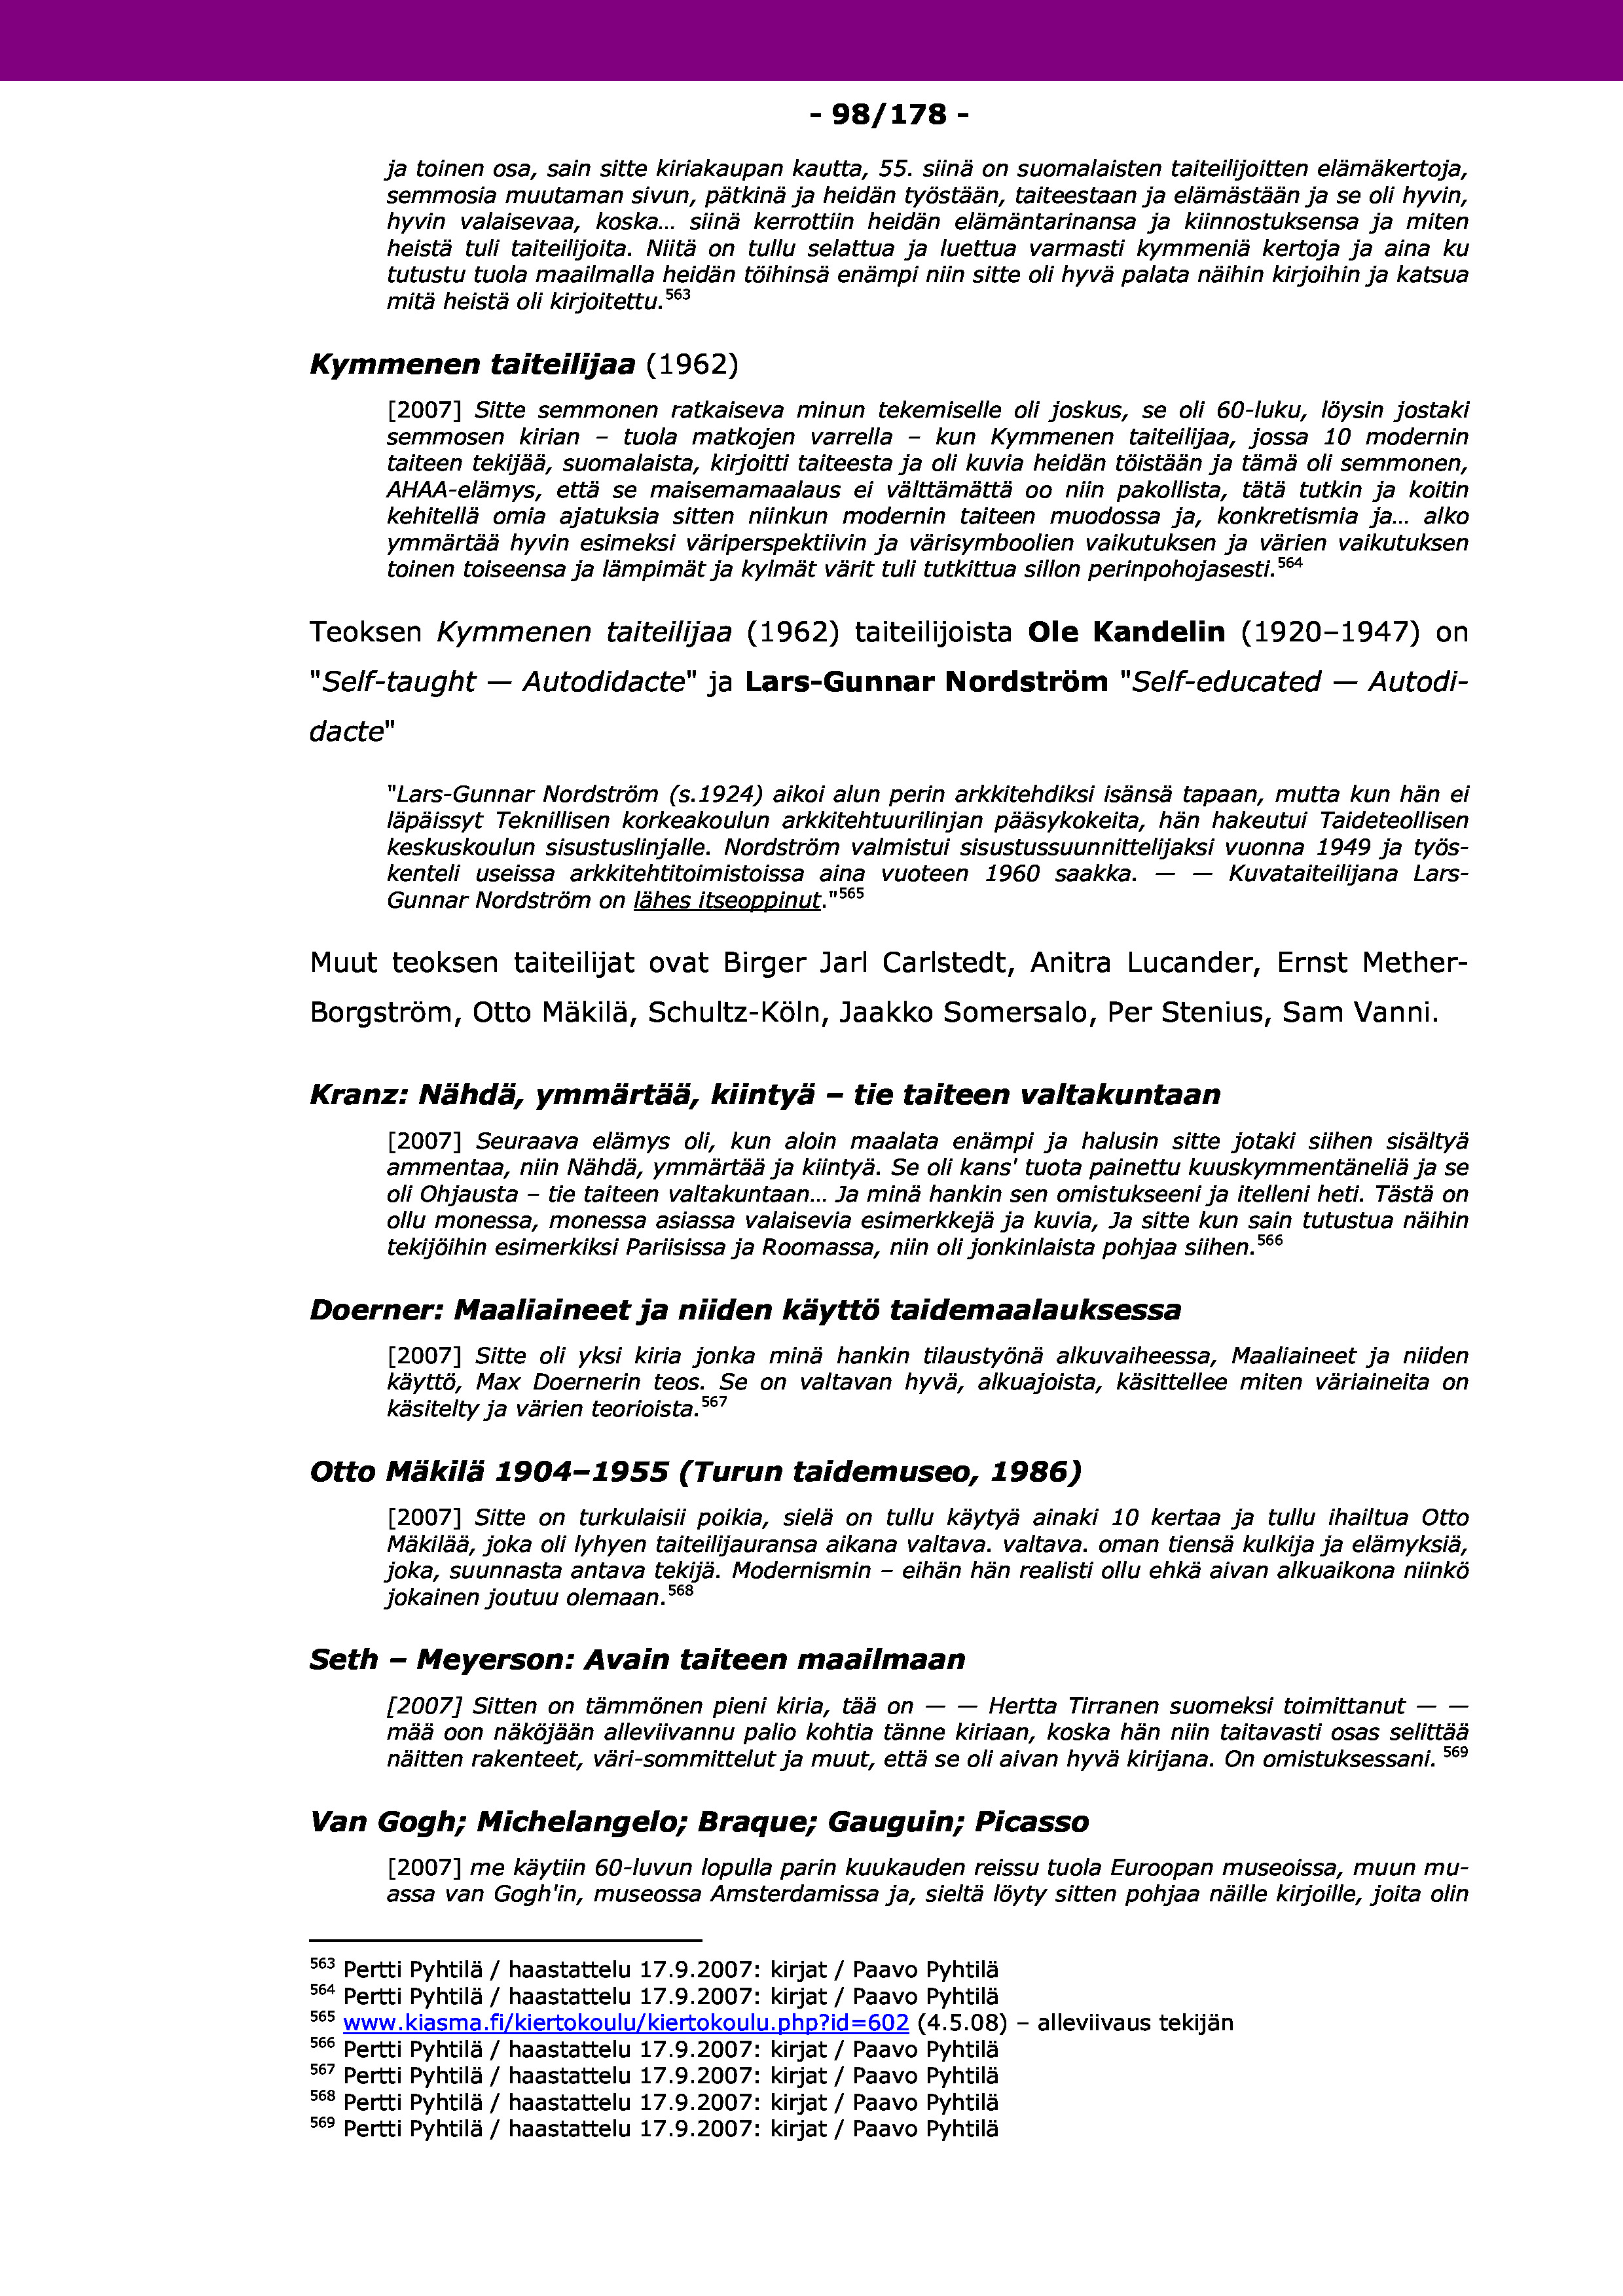 - 98/178 -
ja toinen osa, sain sitte kiriakaupan kautta, 55. siinä on suomalaisten taiteilijoitten elämäkertoja,
semmosia muutaman sivun, pätkinä ja heidän työstään, taiteestaan ja elämästään ja se oli hyvin,
hyvin valaisevaa, koska… siinä kerrottiin heidän elämäntarinansa ja kiinnostuksensa ja miten
heistä tuli taiteilijoita. Niitä on tullu selattua ja luettua varmasti kymmeniä kertoja ja aina ku
tutustu tuola maailmalla heidän töihinsä enämpi niin sitte oli hyvä palata näihin kirjoihin ja katsua
mitä heistä oli kirjoitettu.563
Kymmenen taiteilijaa (1962)
[2007] Sitte semmonen ratkaiseva minun tekemiselle oli joskus, se oli 60-luku, löysin jostaki
semmosen kirian – tuola matkojen varrella – kun Kymmenen taiteilijaa, jossa 10 modernin
taiteen tekijää, suomalaista, kirjoitti taiteesta ja oli kuvia heidän töistään ja tämä oli semmonen,
AHAA-elämys, että se maisemamaalaus ei välttämättä oo niin pakollista, tätä tutkin ja koitin
kehitellä omia ajatuksia sitten niinkun modernin taiteen muodossa ja, konkretismia ja… alko
ymmärtää hyvin esimeksi väriperspektiivin ja värisymboolien vaikutuksen ja värien vaikutuksen
toinen toiseensa ja lämpimät ja kylmät värit tuli tutkittua sillon perinpohojasesti.564
Teoksen Kymmenen taiteilijaa (1962) taiteilijoista Ole Kandelin (1920–1947) on
"Self-taught — Autodidacte" ja Lars-Gunnar Nordström "Self-educated — Autodi-
dacte"
"Lars-Gunnar Nordström (s.1924) aikoi alun perin arkkitehdiksi isänsä tapaan, mutta kun hän ei
läpäissyt Teknillisen korkeakoulun arkkitehtuurilinjan pääsykokeita, hän hakeutui Taideteollisen
keskuskoulun sisustuslinjalle. Nordström valmistui sisustussuunnittelijaksi vuonna 1949 ja työs-
kenteli useissa arkkitehtitoimistoissa aina vuoteen 1960 saakka. — — Kuvataiteilijana Lars-
Gunnar Nordström on lähes itseoppinut."565
Muut teoksen taiteilijat ovat Birger Jarl Carlstedt, Anitra Lucander, Ernst Mether-
Borgström, Otto Mäkilä, Schultz-Köln, Jaakko Somersalo, Per Stenius, Sam Vanni.
Kranz: Nähdä, ymmärtää, kiintyä – tie taiteen valtakuntaan
[2007] Seuraava elämys oli, kun aloin maalata enämpi ja halusin sitte jotaki siihen sisältyä
ammentaa, niin Nähdä, ymmärtää ja kiintyä. Se oli kans' tuota painettu kuuskymmentäneliä ja se
oli Ohjausta – tie taiteen valtakuntaan… Ja minä hankin sen omistukseeni ja itelleni heti. Tästä on
ollu monessa, monessa asiassa valaisevia esimerkkejä ja kuvia, Ja sitte kun sain tutustua näihin
tekijöihin esimerkiksi Pariisissa ja Roomassa, niin oli jonkinlaista pohjaa siihen.566
Doerner: Maaliaineet ja niiden käyttö taidemaalauksessa
[2007] Sitte oli yksi kiria jonka minä hankin tilaustyönä alkuvaiheessa, Maaliaineet ja niiden
käyttö, Max Doernerin teos. Se on valtavan hyvä, alkuajoista, käsittellee miten väriaineita on
käsitelty ja värien teorioista.567
Otto Mäkilä 1904–1955 (Turun taidemuseo, 1986)
[2007] Sitte on turkulaisii poikia, sielä on tullu käytyä ainaki 10 kertaa ja tullu ihailtua Otto
Mäkilää, joka oli lyhyen taiteilijauransa aikana valtava. valtava. oman tiensä kulkija ja elämyksiä,
joka, suunnasta antava tekijä. Modernismin – eihän hän realisti ollu ehkä aivan alkuaikona niinkö
jokainen joutuu olemaan.568
Seth – Meyerson: Avain taiteen maailmaan
[2007] Sitten on tämmönen pieni kiria, tää on — — Hertta Tirranen suomeksi toimittanut — —
mää oon näköjään alleviivannu palio kohtia tänne kiriaan, koska hän niin taitavasti osas selittää
näitten rakenteet, väri-sommittelut ja muut, että se oli aivan hyvä kirijana. On omistuksessani. 569
Van Gogh; Michelangelo; Braque; Gauguin; Picasso
[2007] me käytiin 60-luvun lopulla parin kuukauden reissu tuola Euroopan museoissa, muun mu-
assa van Gogh'in, museossa Amsterdamissa ja, sieltä löyty sitten pohjaa näille kirjoille, joita olin
563 Pertti Pyhtilä / haastattelu 17.9.2007: kirjat / Paavo Pyhtilä
564 Pertti Pyhtilä / haastattelu 17.9.2007: kirjat / Paavo Pyhtilä
565 www.kiasma.fi/kiertokoulu/kiertokoulu.php?id=602 (4.5.08) – alleviivaus tekijän
566 Pertti Pyhtilä / haastattelu 17.9.2007: kirjat / Paavo Pyhtilä
567 Pertti Pyhtilä / haastattelu 17.9.2007: kirjat / Paavo Pyhtilä
568 Pertti Pyhtilä / haastattelu 17.9.2007: kirjat / Paavo Pyhtilä
569 Pertti Pyhtilä / haastattelu 17.9.2007: kirjat / Paavo Pyhtilä